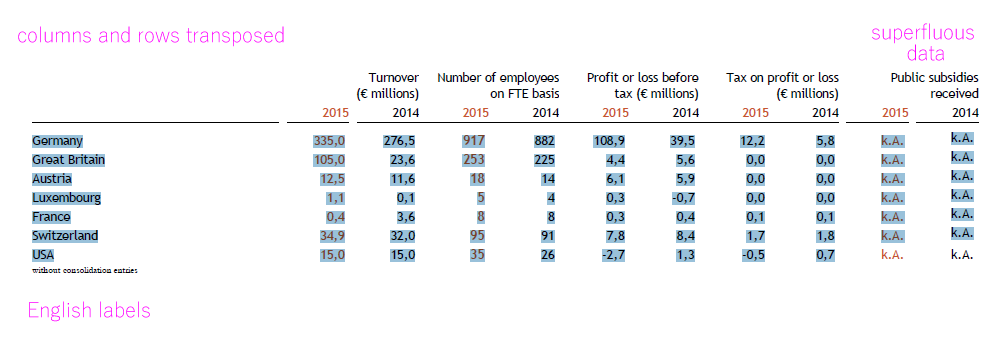 columns and rows transposed
superfluous
data
Turnover Number of employees Profit or loss before Tax on profit or loss Public subsidies
(€ millions) on FTE basis tax (€ millions) (€ millions) received
2015 2014 2015 2014 2015 2014 2015 2014 2015 2014
Germany 335,0 276,5 917 882 108,9 39,5 12,2 5,8 k.A. k.A.
Great Britain 105,0 23,6 253 225 4,4 5,6 0,0 0,0 k.A. k.A.
Austria 12,5 11,6 18 14 6,1 5,9 0,0 0,0 k.A. k.A.
Luxembourg 1,1 0,1 5 4 0,3 -0,7 0,0 0,0 k.A. k.A.
France 0,4 3,6 8 8 0,3 0,4 0,1 0,1 k.A. k.A.
Switzerland 34,9 32,0 95 91 7,8 8,4 1,7 1,8 k.A. k.A.
USA 15,0 15,0 35 26 -2,7 1,3 -0,5 0,7 k.A. k.A.
without consolidation entries
English labels